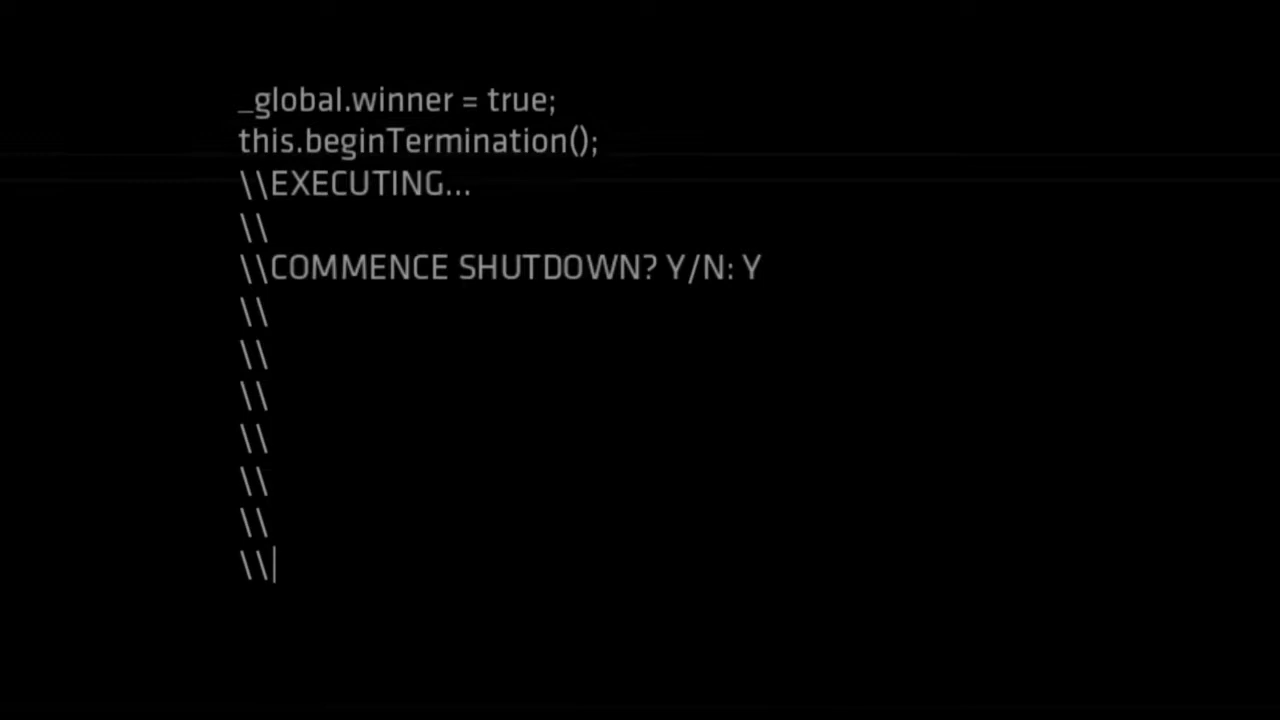 _global.winner = true;
this.beginTermination();
\\EXECUTING...
\\
\\COMMENCE SHUTDOWN? Y/N: Y
\\
\\
\\
\\
\\
\\
\\|